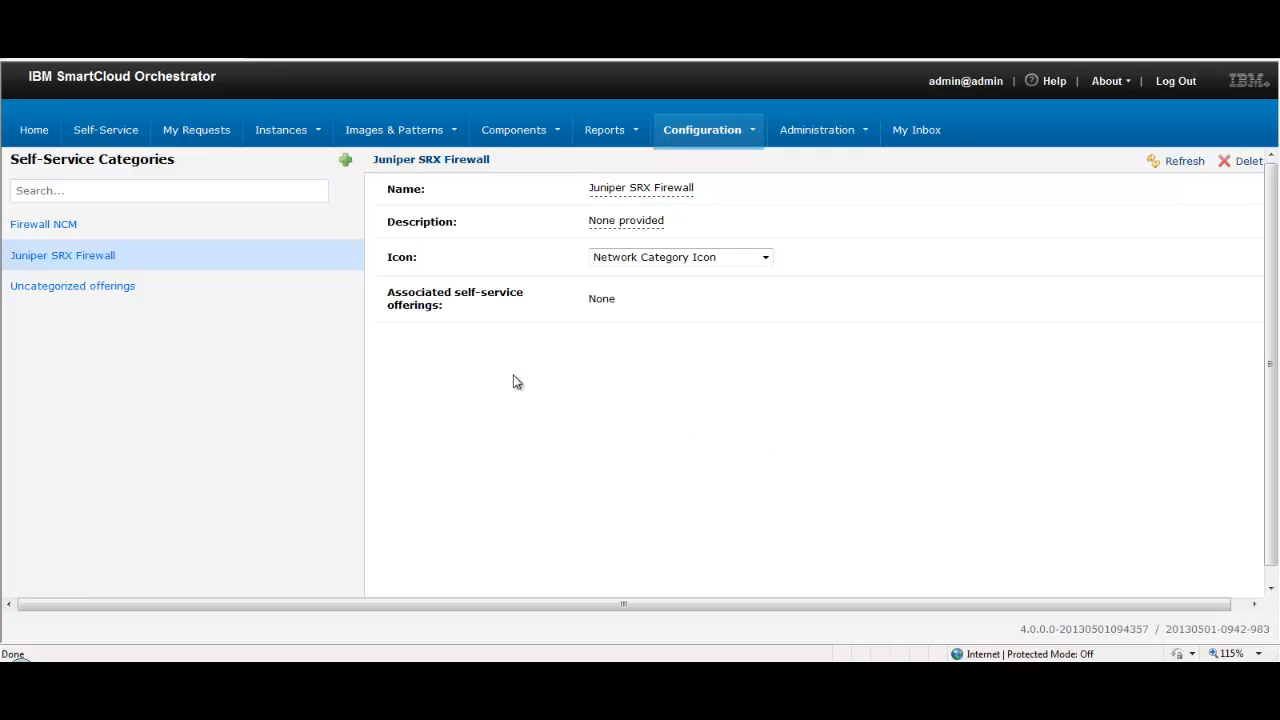 IBM SmartCloud Orchestrator
admin@admin | Help | About | Log Out IBM
Home Self-Service My Requests Instances Images & Patterns Components Reports Configuration Administration My Inbox
Self-Service Categories
Search...
Firewall NCM
Juniper SRX Firewall
Uncategorized offerings
Juniper SRX Firewall
Refresh Delet
Name: Juniper SRX Firewall
Description: None provided
Icon: Network Category Icon
Associated self-service
offerings: None
4.0.0.0-20130501094357 / 20130501-0942-983
Done
Internet | Protected Mode: Off
115%